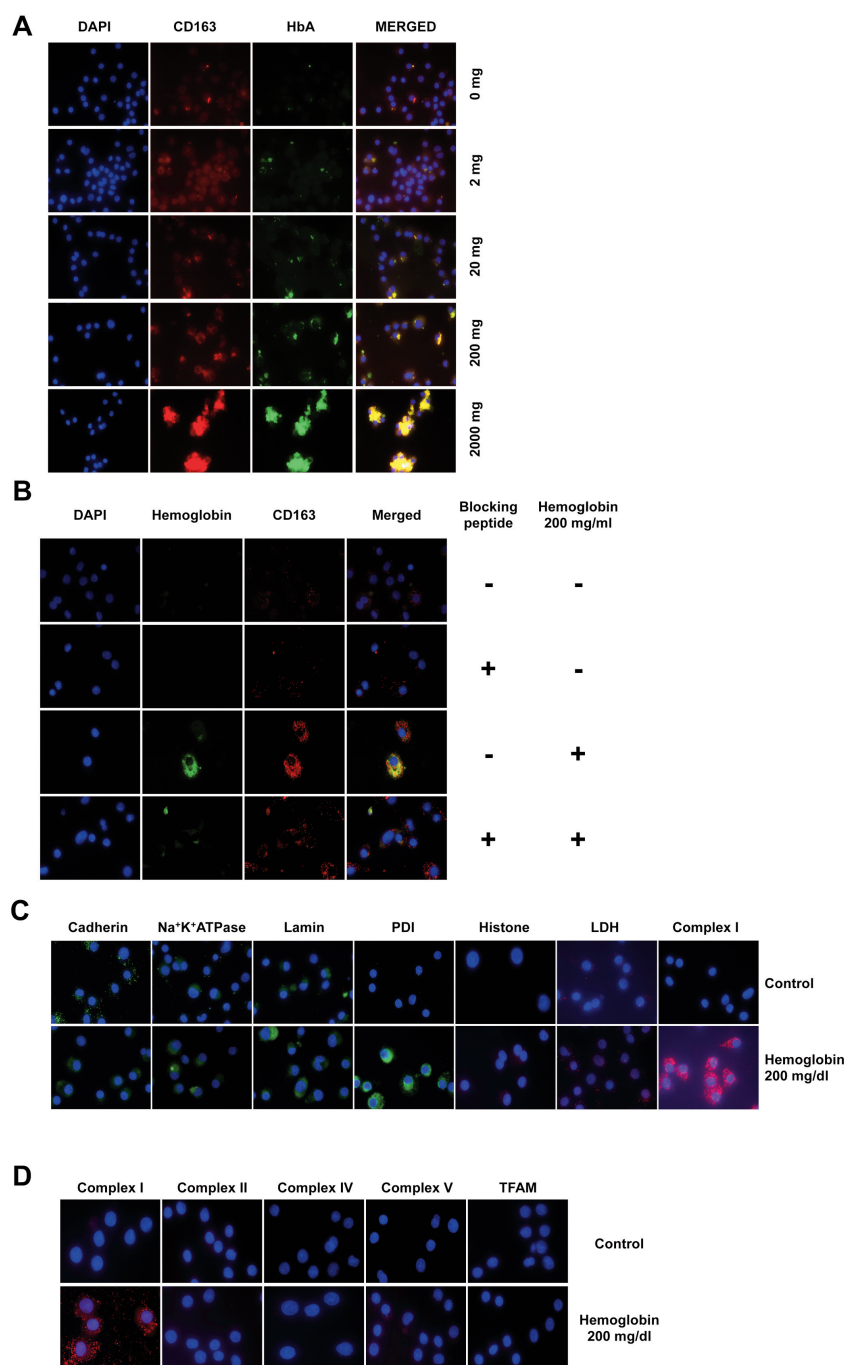 A
DAPI CD163 HbA MERGED
0 mg
2 mg
20 mg
200 mg
2000 mg
B
DAPI Hemoglobin CD163 Merged Blocking peptide Hemoglobin 200 mg/ml
- -
+ -
- +
+ +
C
Cadherin Na⁺K⁺ATPase Lamin PDI Histone LDH Complex I
Control
Hemoglobin
200 mg/dl
D
Complex I Complex II Complex IV Complex V TFAM
Control
Hemoglobin
200 mg/dl